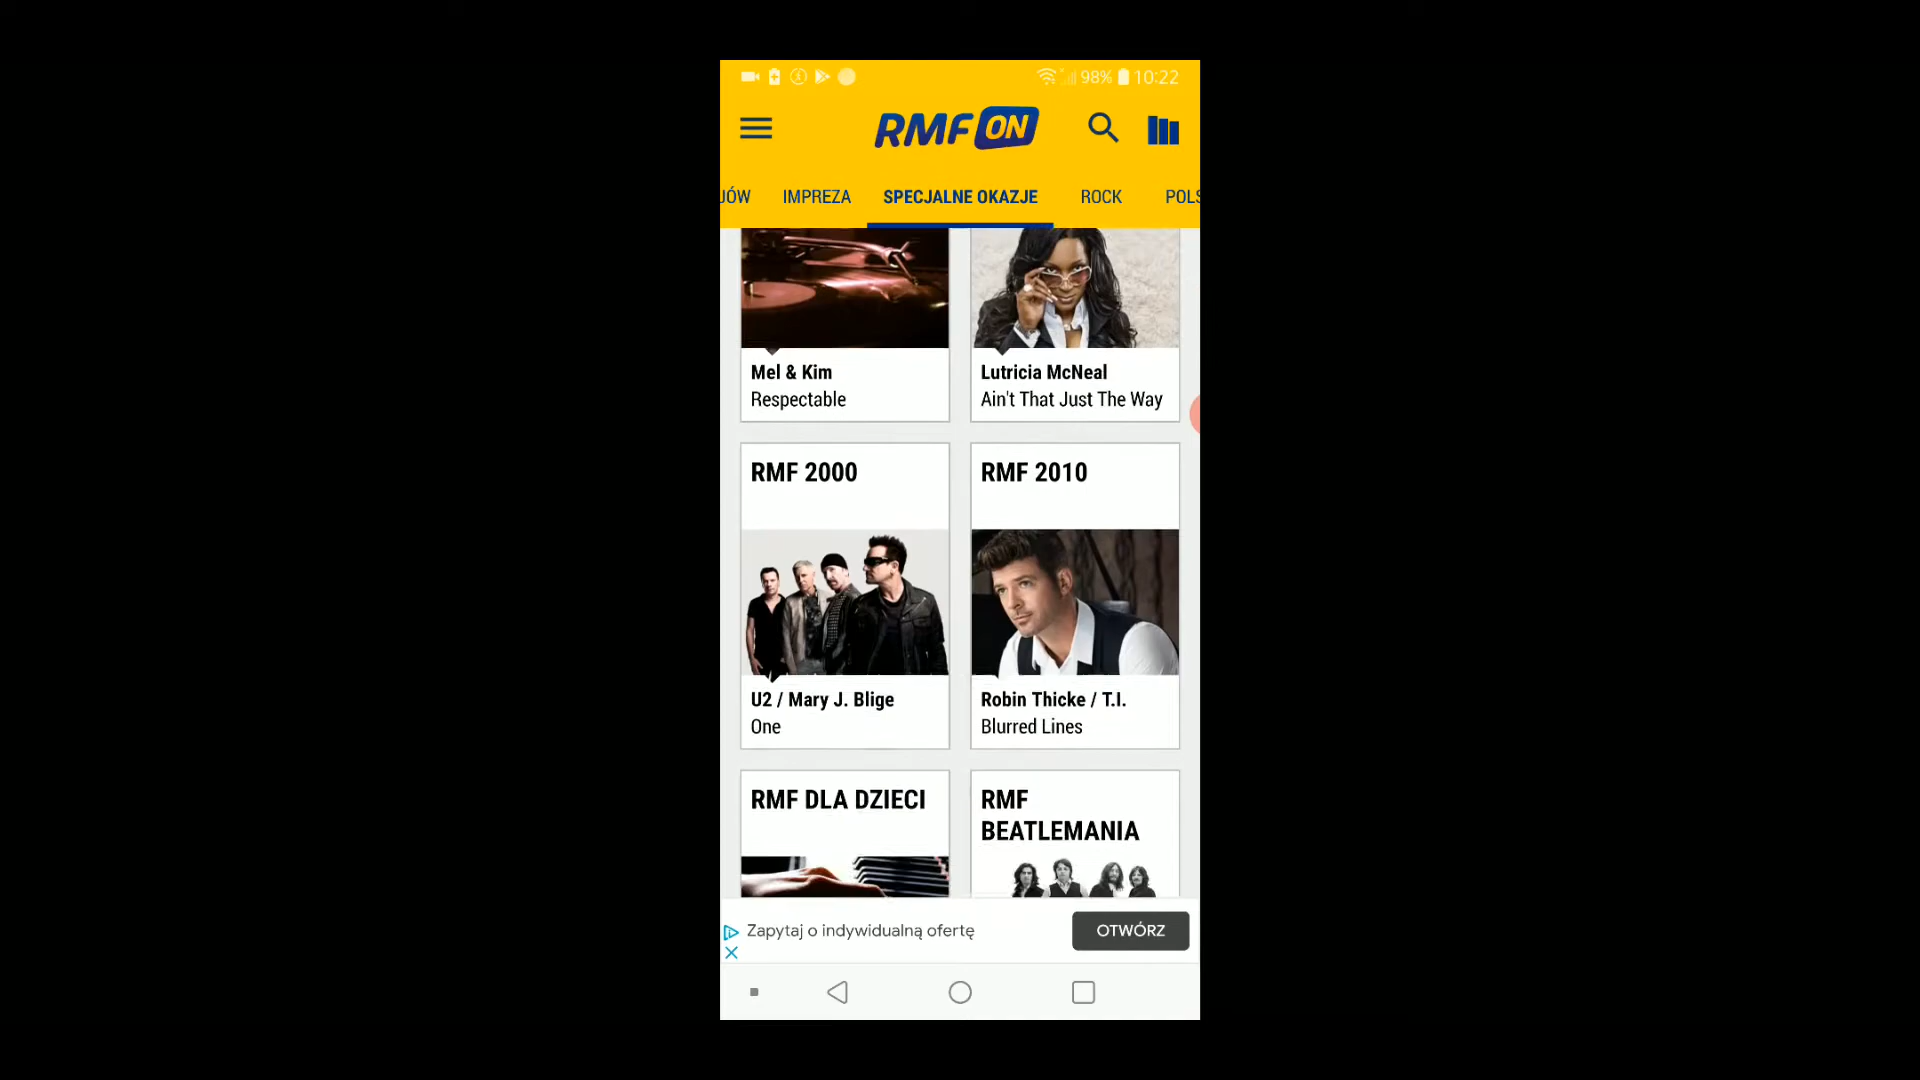 98% 10:22
RMF ON
IMPREZA SPECJALNE OKAZJE ROCK
Mel & Kim
Respectable
Lutricia McNeal
Ain't That Just The Way
RMF 2000
U2 / Mary J. Blige
One
RMF 2010
Robin Thicke / T.I.
Blurred Lines
RMF DLA DZIECI
RMF
BEATLEMANIA
Zapytaj o indywidualną ofertę
OTWÓRZ